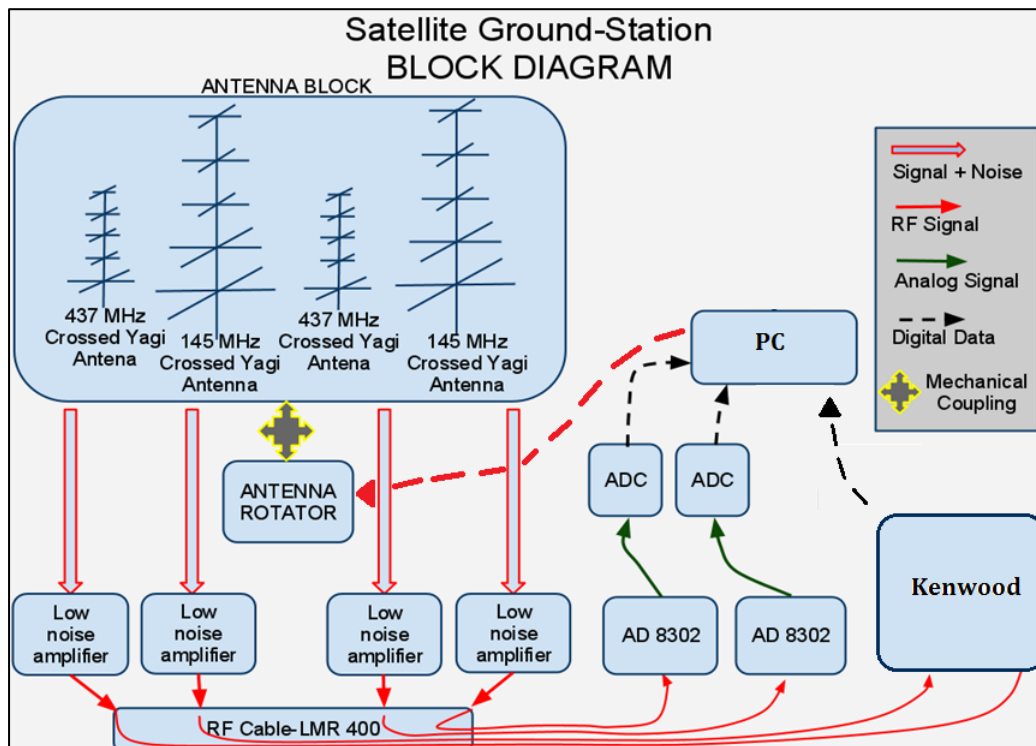 Satellite Ground-Station
BLOCK DIAGRAM
ANTENNA BLOCK
437 MHz
Crossed Yagi
Antena
145 MHz
Crossed Yagi
Antenna
437 MHz
Crossed Yagi
Antena
145 MHz
Crossed Yagi
Antenna
Signal + Noise
RF Signal
Analog Signal
Digital Data
Mechanical
Coupling
PC
ANTENNA
ROTATOR
ADC
ADC
Kenwood
Low
noise
amplifier
Low
noise
amplifier
Low
noise
amplifier
Low
noise
amplifier
AD 8302
AD 8302
RF Cable-LMR 400